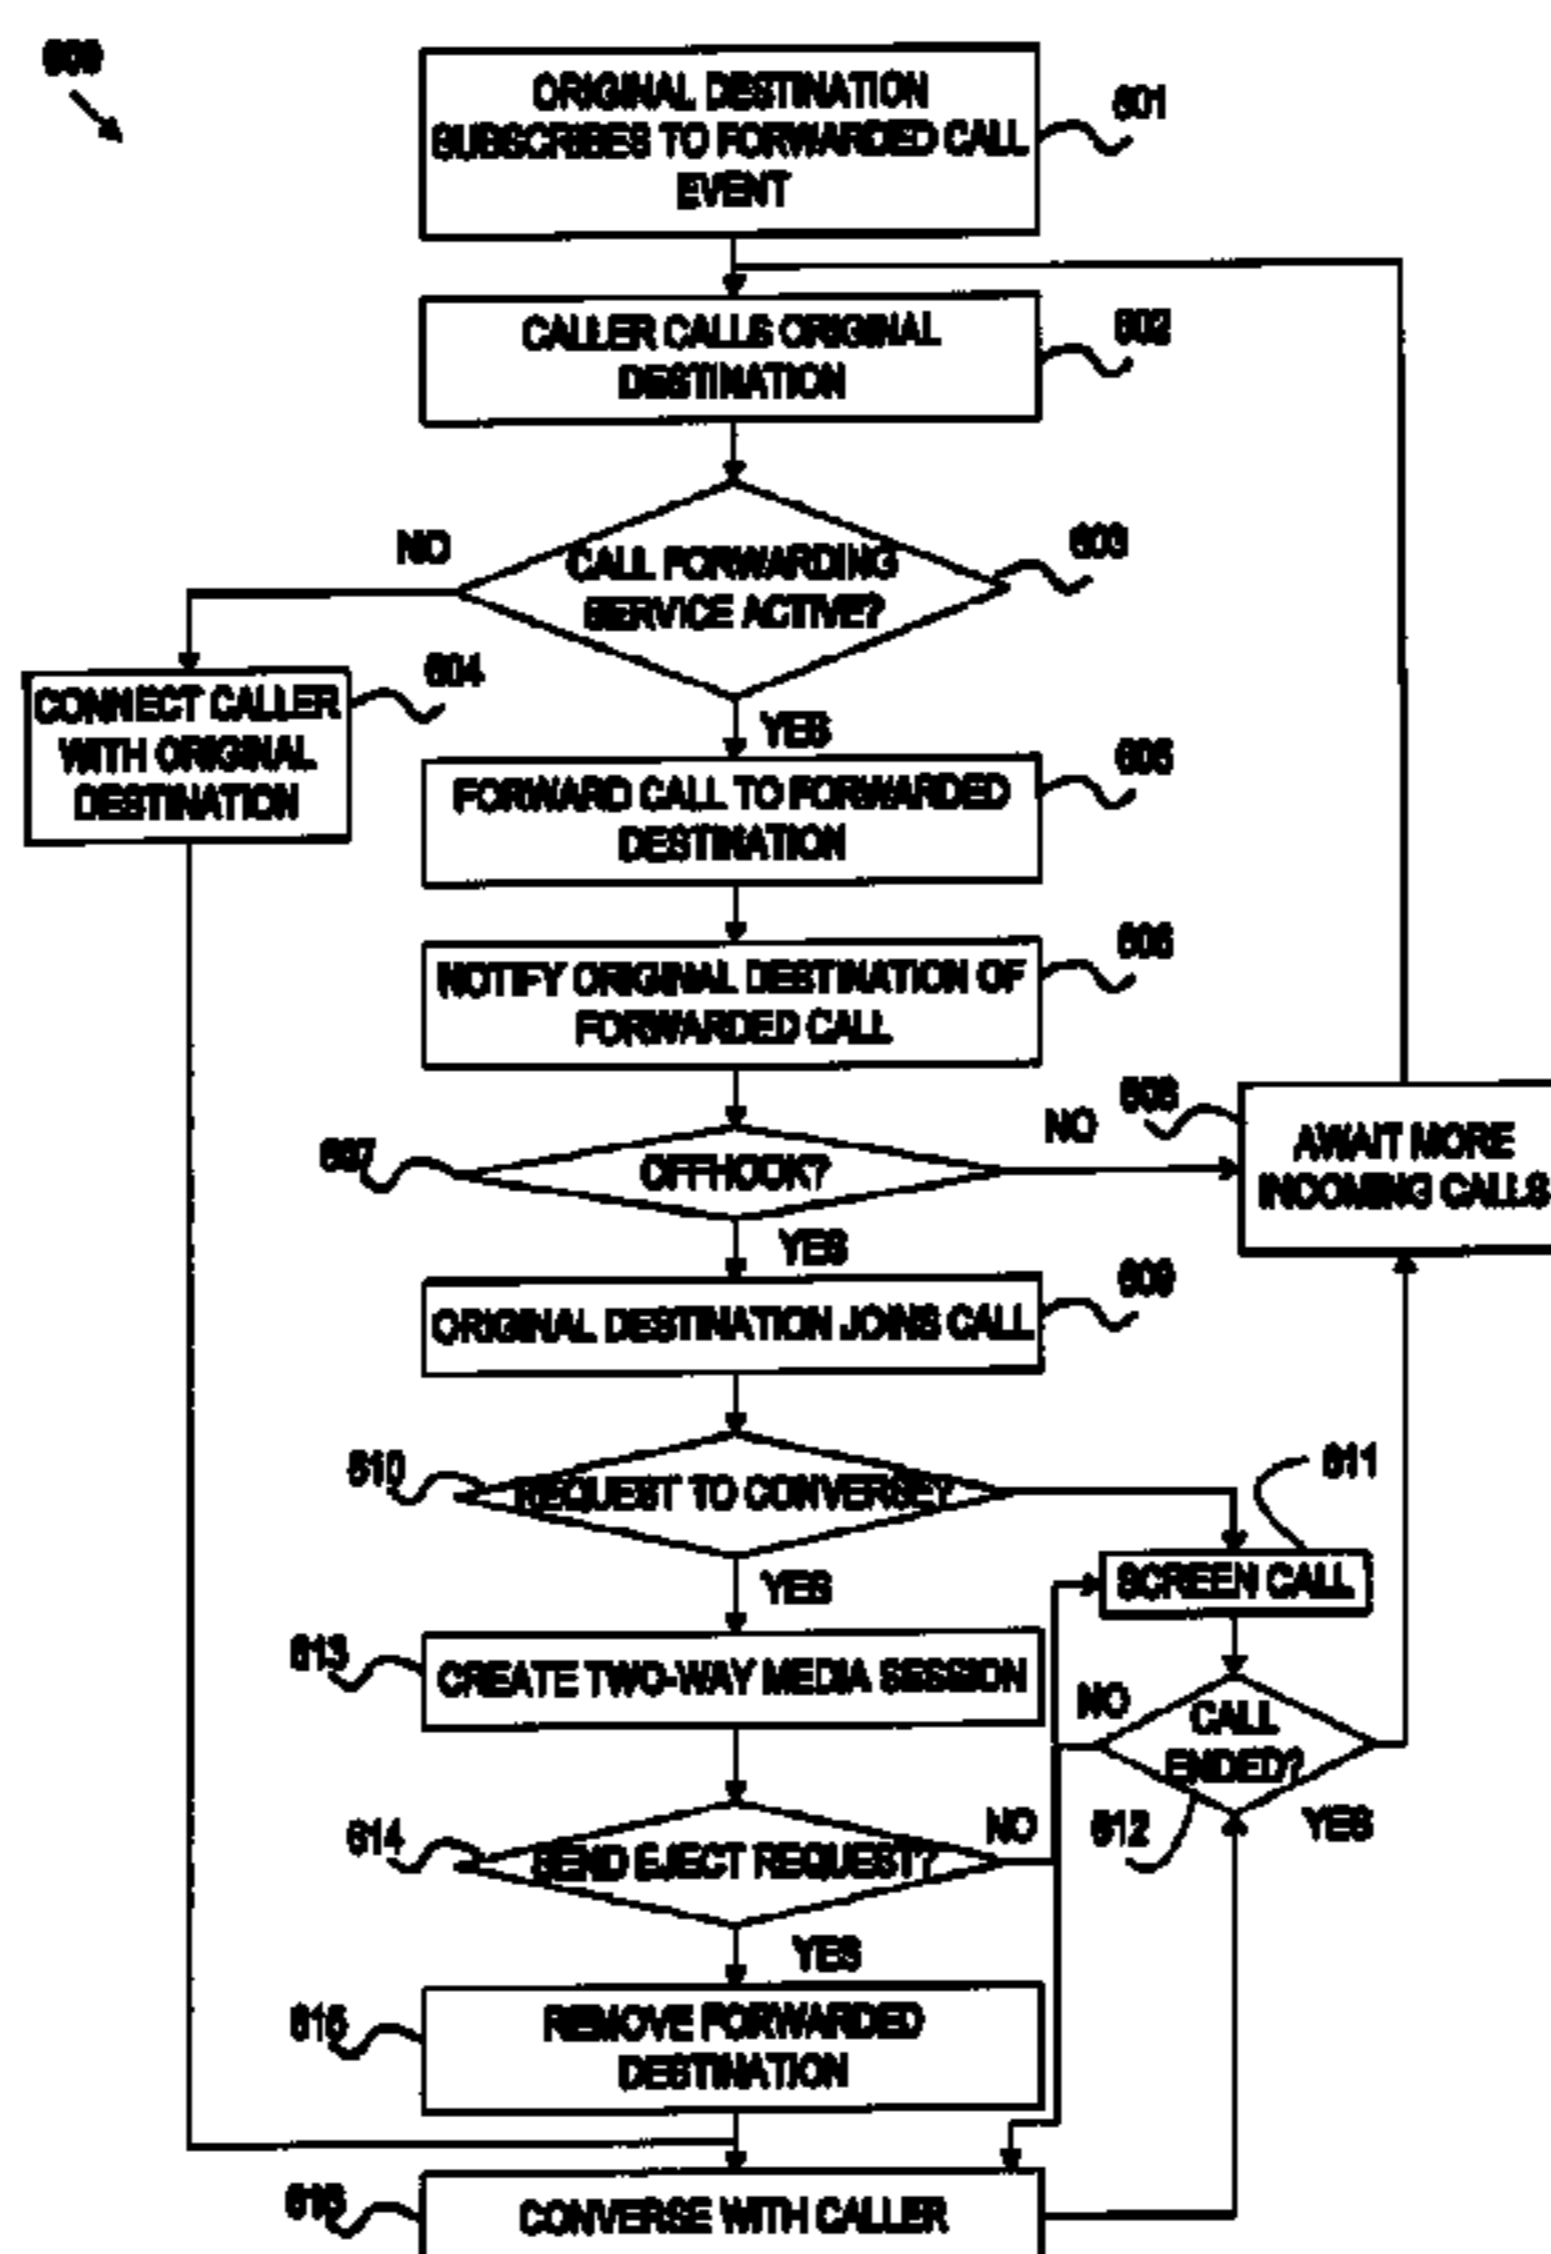 600
ORIGINAL DESTINATION
SUBSCRIBES TO FORWARDED CALL
EVENT
601
CALLER CALLS ORIGINAL
DESTINATION
602
NO
CALL FORWARDING
SERVICE ACTIVE?
603
CONNECT CALLER
WITH ORIGINAL
DESTINATION
604
YES
FORWARD CALL TO FORWARDED
DESTINATION
605
NOTIFY ORIGINAL DESTINATION OF
FORWARDED CALL
606
607
OFFHOOK?
NO
608
AWAIT MORE
INCOMING CALLS
YES
ORIGINAL DESTINATION JOINS CALL
609
610
REQUEST TO CONVERSE?
611
SCREEN CALL
YES
613
CREATE TWO-WAY MEDIA SESSION
NO
CALL
ENDED?
612
YES
614
SEND EJECT REQUEST?
NO
YES
615
REMOVE FORWARDED
DESTINATION
616
CONVERSE WITH CALLER